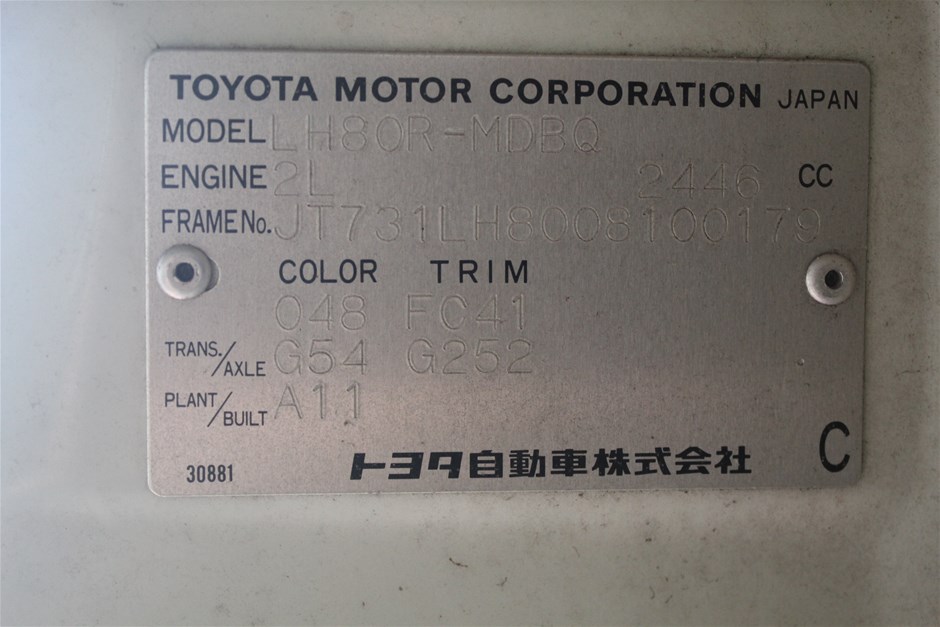 TOYOTA MOTOR CORPORATION JAPAN
MODEL LH80R-MDBQ
ENGINE 2L 2446 CC
FRAME No. JT731LH8008100179
COLOR TRIM
048 FC41
TRANS./AXLE G54 G252
PLANT/BUILT A11
30881 トヨタ自動車株式会社 C